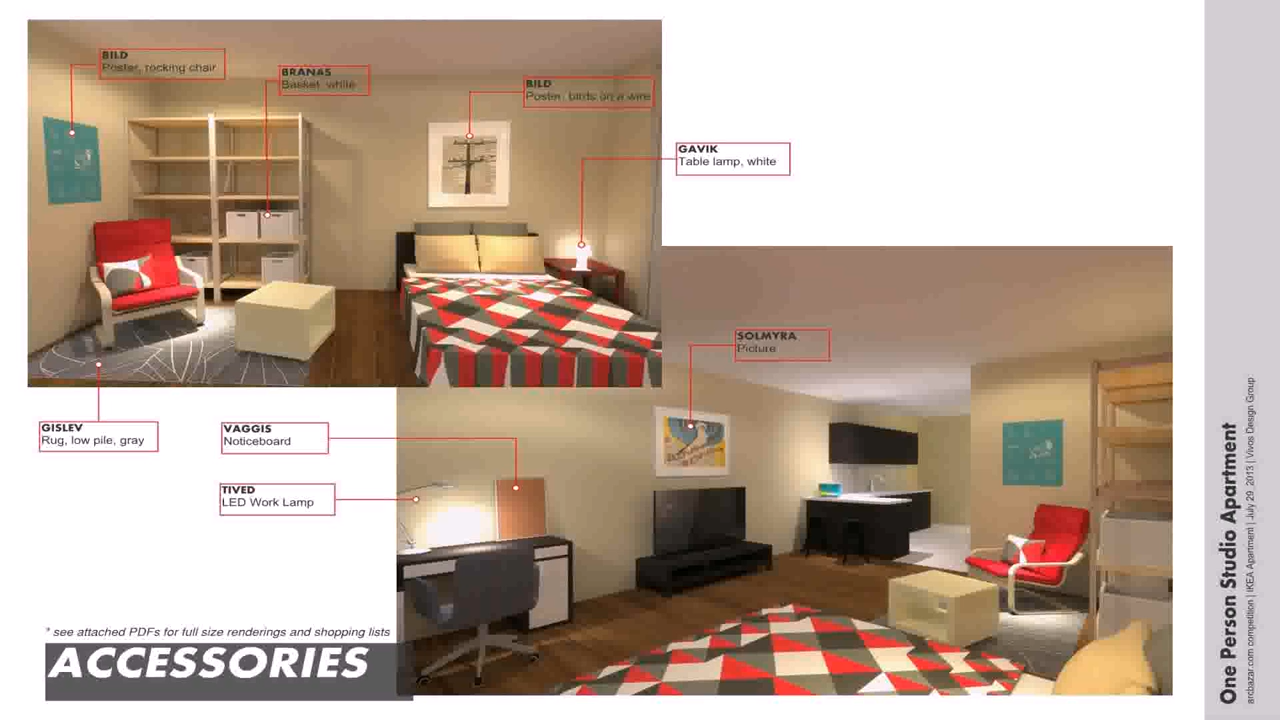 BILD
Poster, rocking chair
BRANAS
Basket, white
BILD
Poster, birds on a wire
GAVIK
Table lamp, white
SOLMYRA
Picture
GISLEV
Rug, low pile, gray
VAGGIS
Noticeboard
TIVED
LED Work Lamp
* see attached PDFs for full size renderings and shopping lists
ACCESSORIES
One Person Studio Apartment
arcbazar.com competition | IKEA Apartment | July 29, 2013 | Vivos Design Group